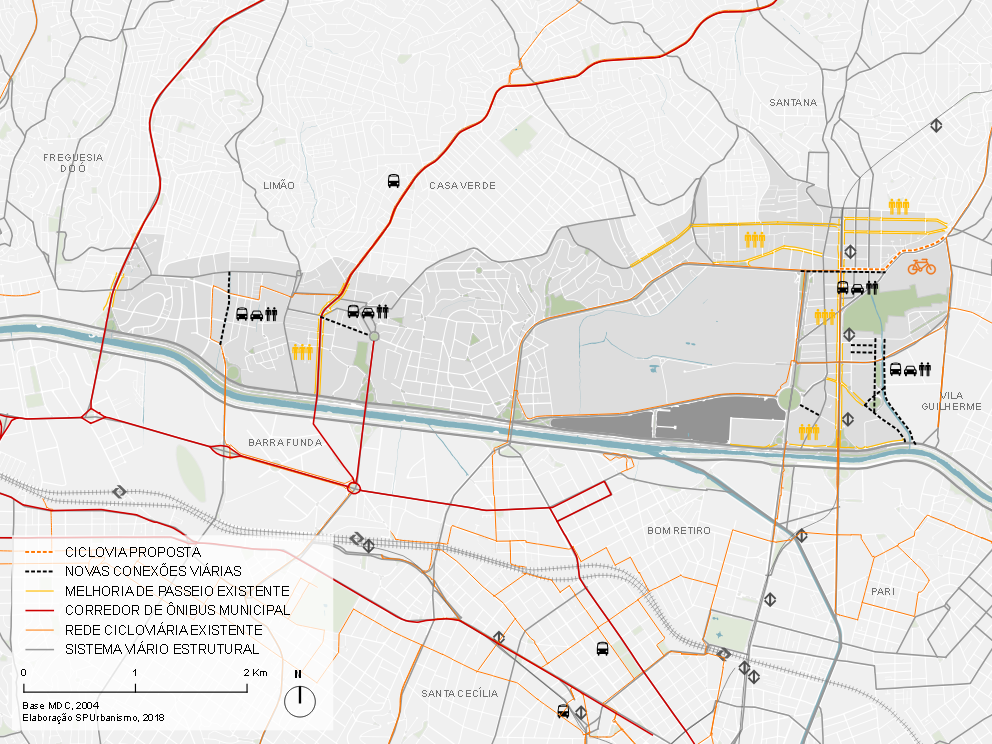 SANTANA
FREGUESIA
DO Ó
LIMÃO
CASA VERDE
VILA
GUILHERME
BARRA FUNDA
BOM RETIRO
PARI
SANTA CECÍLIA
CICLOVIA PROPOSTA
NOVAS CONEXÕES VIÁRIAS
MELHORIA DE PASSEIO EXISTENTE
CORREDOR DE ÔNIBUS MUNICIPAL
REDE CICLOVIÁRIA EXISTENTE
SISTEMA VIÁRIO ESTRUTURAL
0 1 2 Km
N
Base MDC, 2004
Elaboração SPUrbanismo, 2018